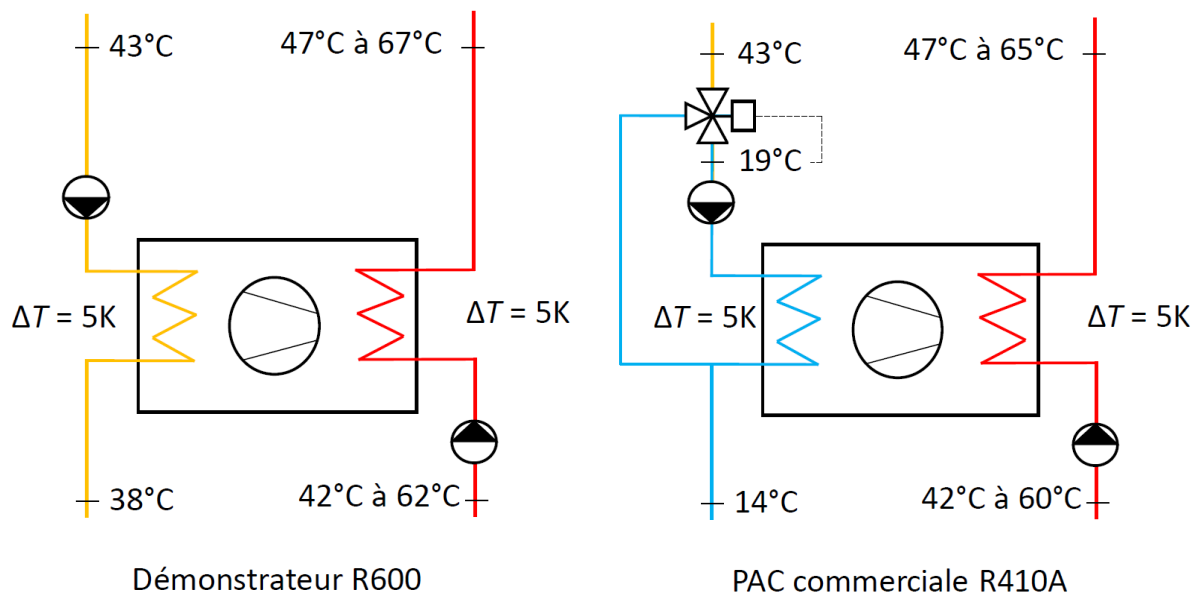 43°C
47°C à 67°C
ΔT = 5K
ΔT = 5K
38°C
42°C à 62°C
Démonstrateur R600
43°C
47°C à 65°C
19°C
ΔT = 5K
ΔT = 5K
14°C
42°C à 60°C
PAC commerciale R410A